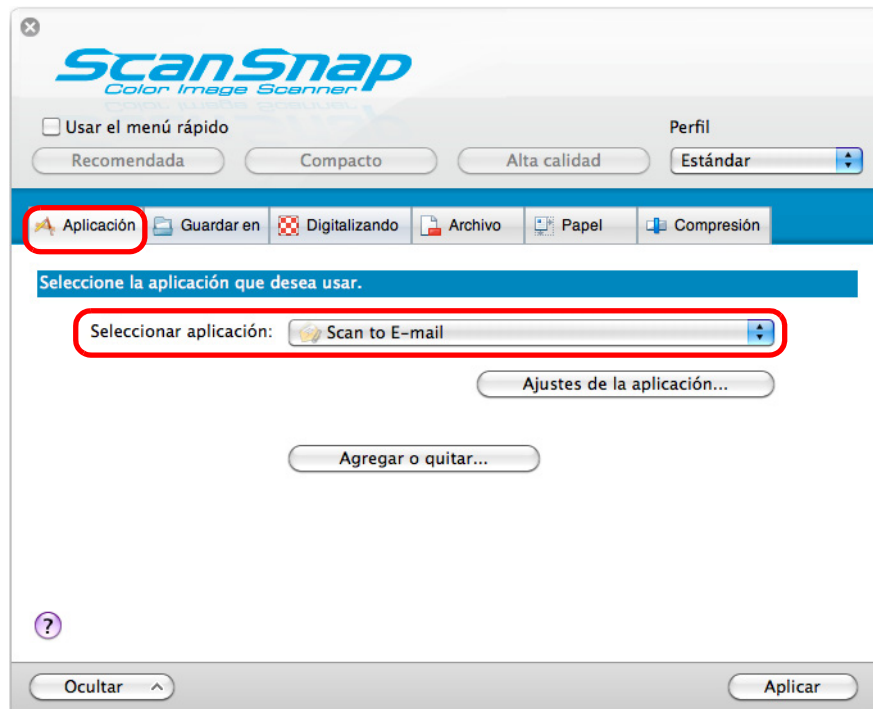 ScanSnap
Color Image Scanner
Usar el menú rápido
Perfil
Recomendada Compacto Alta calidad Estándar
Aplicación Guardar en Digitalizando Archivo Papel Compresión
Seleccione la aplicación que desea usar.
Seleccionar aplicación: Scan to E-mail
Ajustes de la aplicación...
Agregar o quitar...
?
Ocultar Aplicar